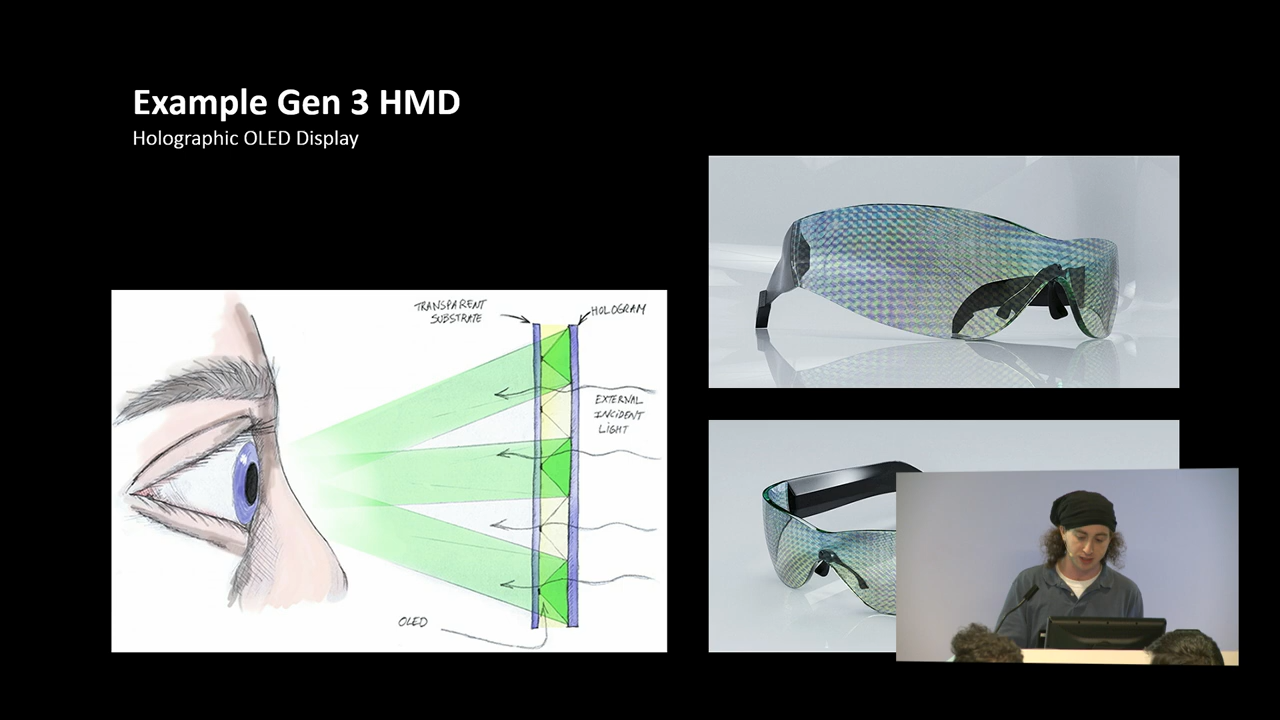 Example Gen 3 HMD
Holographic OLED Display
TRANSPARENT
SUBSTRATE
HOLOGRAM
EXTERNAL
INCIDENT
LIGHT
OLED